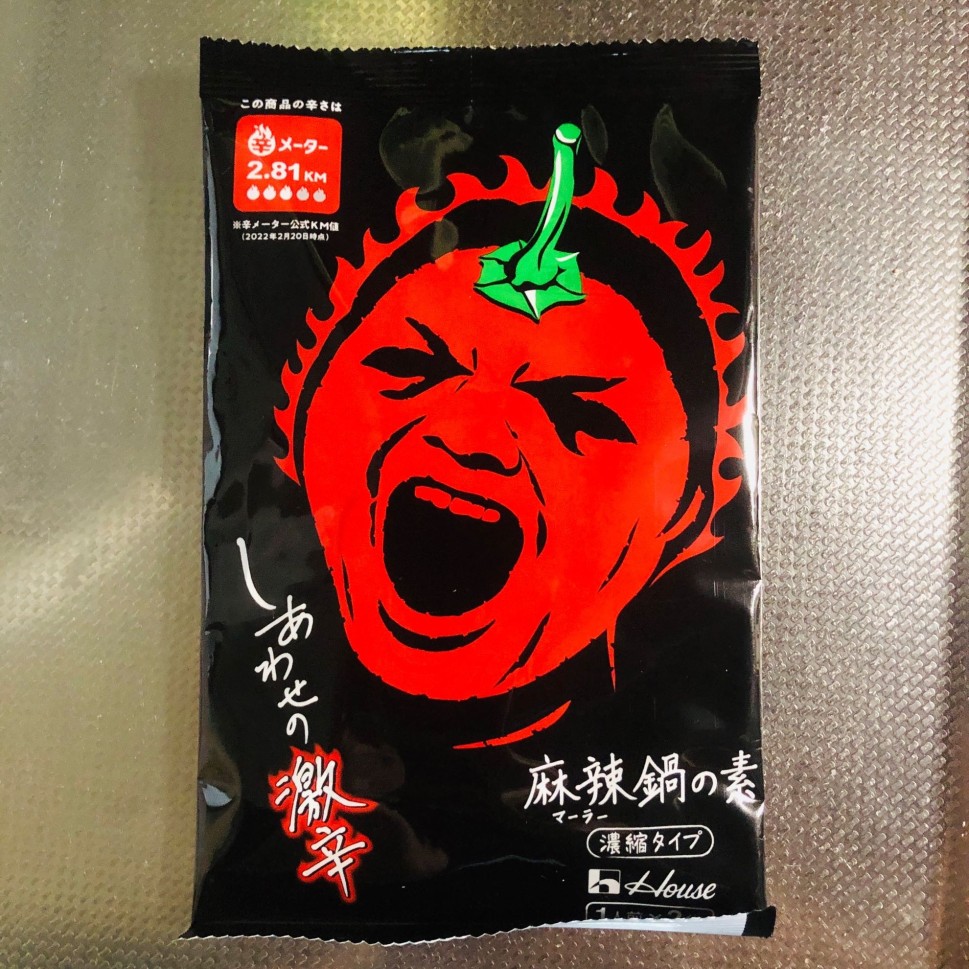 この商品の辛さは
辛メーター
2.81KM
※辛メーター公式KM値
(2022年2月20日時点)
しあわせの
激辛
麻辣鍋の素
マーラー
濃縮タイプ
House